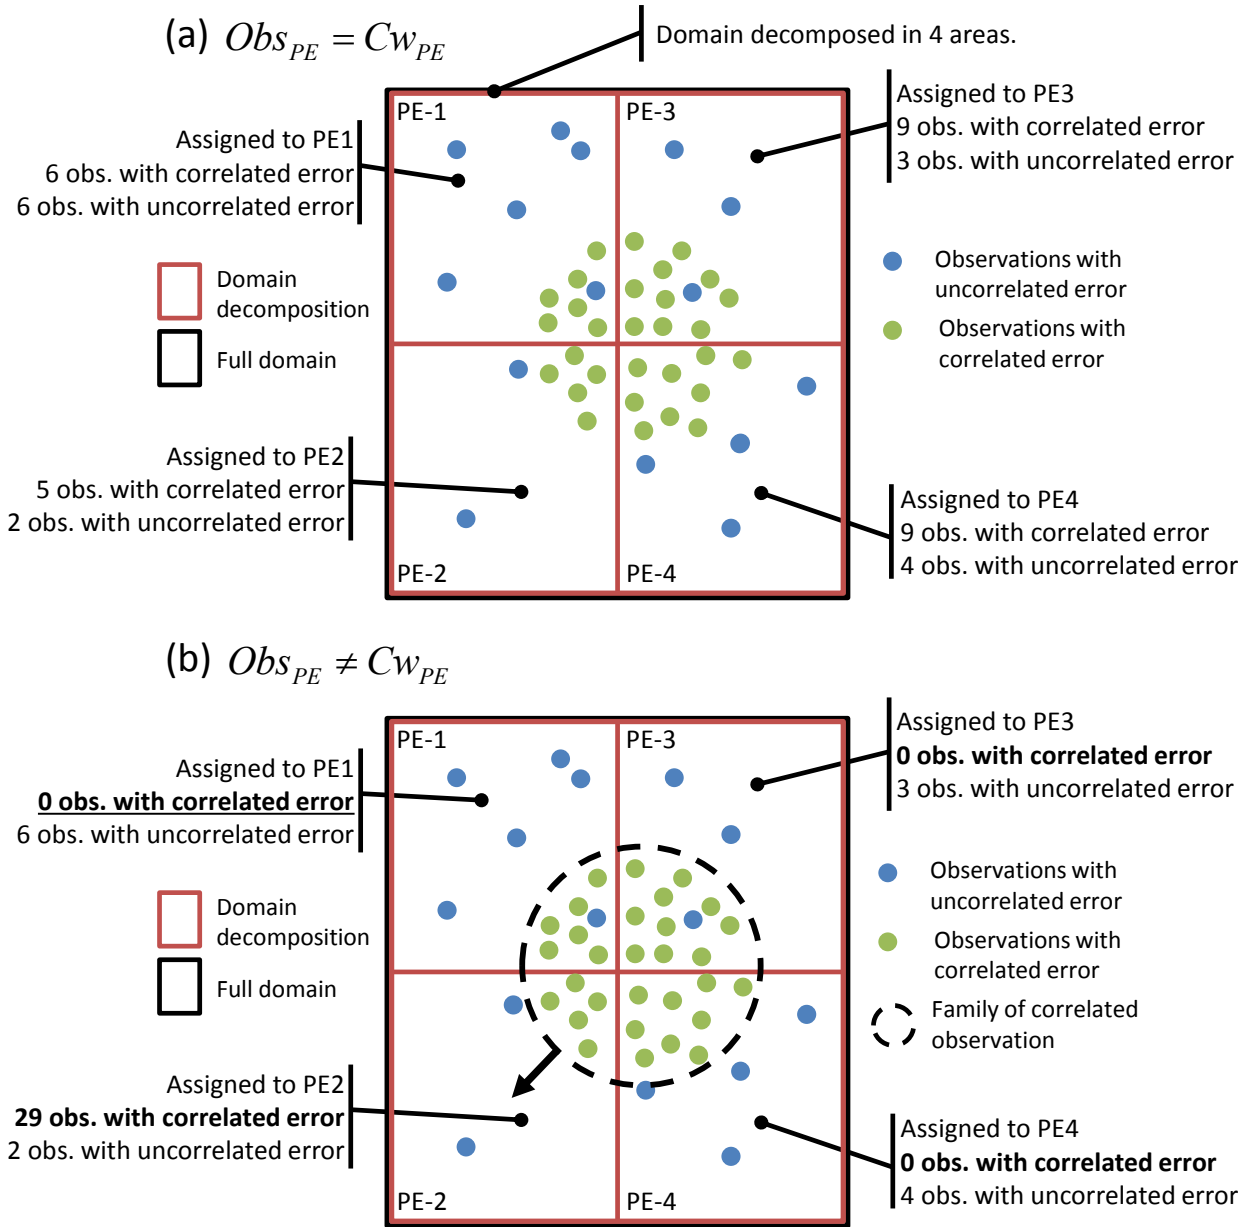 (a) Obs_PE = Cw_PE
Domain decomposed in 4 areas.
PE-1
PE-3
Assigned to PE1
6 obs. with correlated error
6 obs. with uncorrelated error
Assigned to PE3
9 obs. with correlated error
3 obs. with uncorrelated error
Domain
decomposition
Full domain
Observations with
uncorrelated error
Observations with
correlated error
Assigned to PE2
5 obs. with correlated error
2 obs. with uncorrelated error
Assigned to PE4
9 obs. with correlated error
4 obs. with uncorrelated error
PE-2
PE-4
(b) Obs_PE ≠ Cw_PE
PE-1
PE-3
Assigned to PE1
0 obs. with correlated error
6 obs. with uncorrelated error
Assigned to PE3
0 obs. with correlated error
3 obs. with uncorrelated error
Domain
decomposition
Full domain
Observations with
uncorrelated error
Observations with
correlated error
Family of correlated
observation
Assigned to PE2
29 obs. with correlated error
2 obs. with uncorrelated error
Assigned to PE4
0 obs. with correlated error
4 obs. with uncorrelated error
PE-2
PE-4